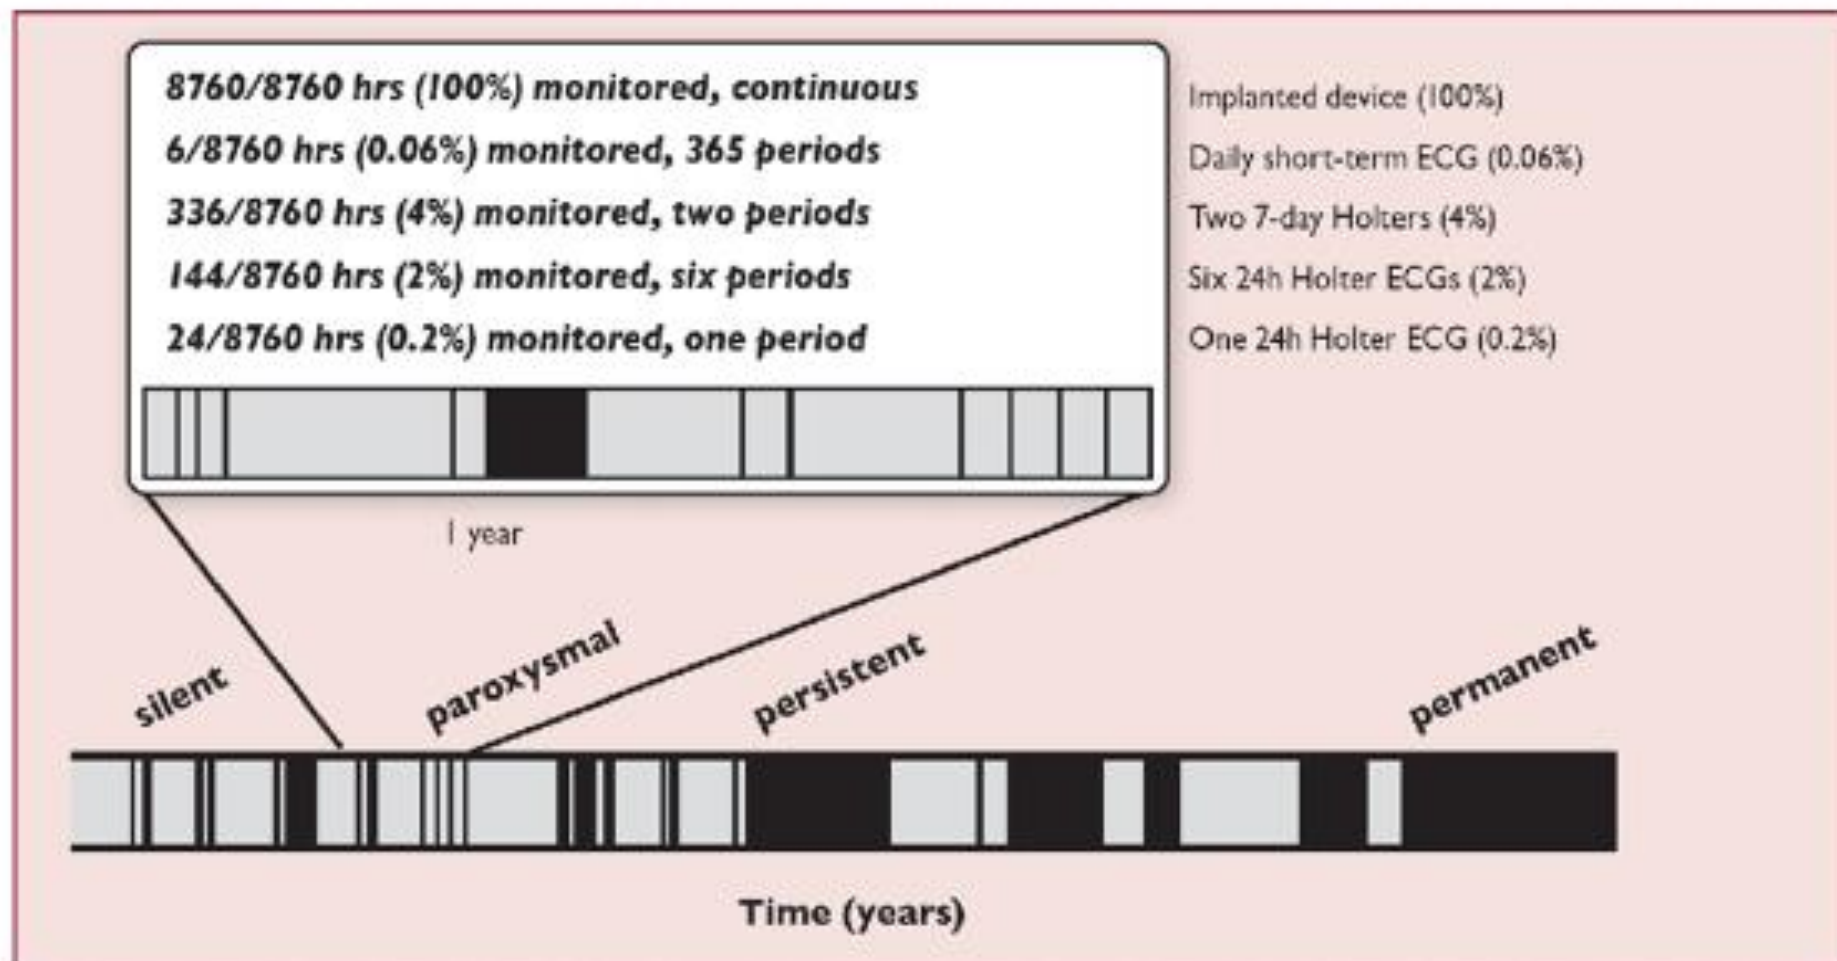 8760/8760 hrs (100%) monitored, continuous
Implanted device (100%)
6/8760 hrs (0.06%) monitored, 365 periods
Daily short-term ECG (0.06%)
336/8760 hrs (4%) monitored, two periods
Two 7-day Holters (4%)
144/8760 hrs (2%) monitored, six periods
Six 24h Holter ECGs (2%)
24/8760 hrs (0.2%) monitored, one period
One 24h Holter ECG (0.2%)
1 year
silent
paroxysmal
persistent
permanent
Time (years)